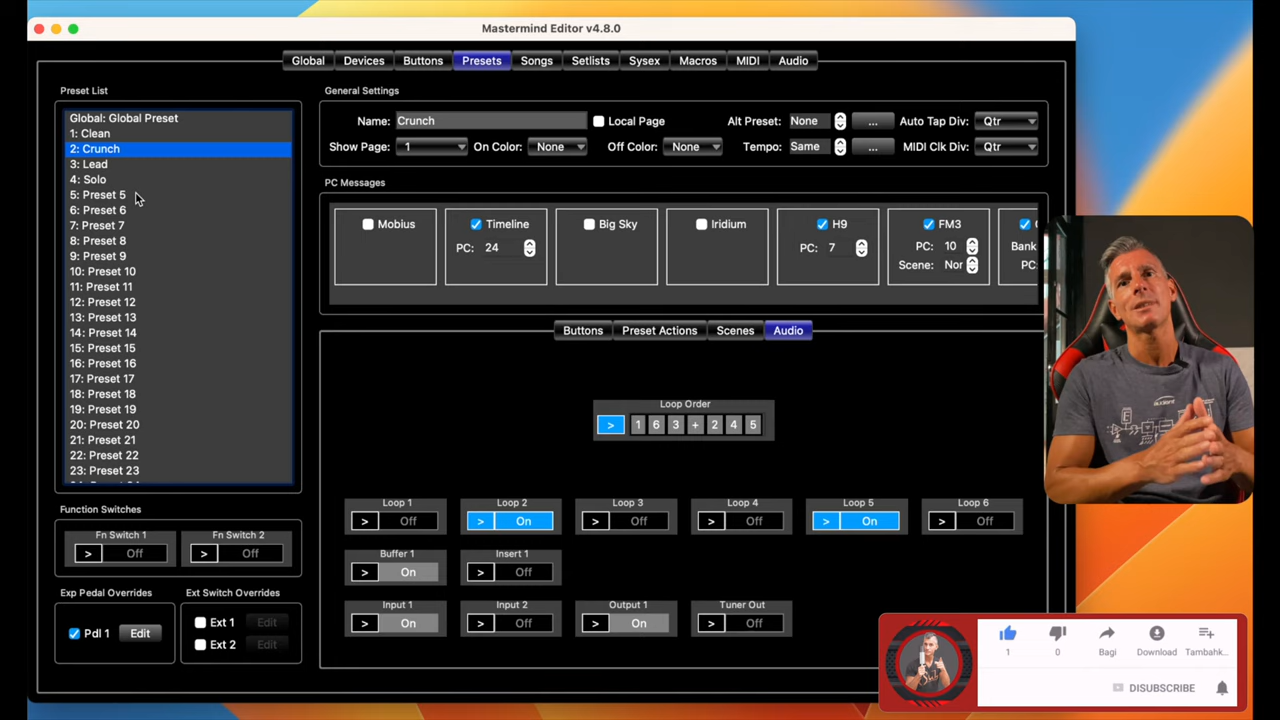 Mastermind Editor v4.8.0
Global Devices Buttons Presets Songs Setlists Sysex Macros MIDI Audio
Preset List
Global: Global Preset
1: Clean
2: Crunch
3: Lead
4: Solo
5: Preset 5
6: Preset 6
7: Preset 7
8: Preset 8
9: Preset 9
10: Preset 10
11: Preset 11
12: Preset 12
13: Preset 13
14: Preset 14
15: Preset 15
16: Preset 16
17: Preset 17
18: Preset 18
19: Preset 19
20: Preset 20
21: Preset 21
22: Preset 22
23: Preset 23
Function Switches
Fn Switch 1 Fn Switch 2
> Off > Off
Exp Pedal Overrides Ext Switch Overrides
Pdl 1 Edit
Ext 1 Edit
Ext 2 Edit
General Settings
Name: Crunch Local Page Alt Preset: None ... Auto Tap Div: Qtr
Show Page: 1 On Color: None Off Color: None Tempo: Same ... MIDI Clk Div: Qtr
PC Messages
Mobius Timeline Big Sky Iridium H9 FM3
PC: 24 PC: 7 PC: 10 Bank
Scene: Nor PC:
Buttons Preset Actions Scenes Audio
Loop Order
> 1 6 3 + 2 4 5
Loop 1 Loop 2 Loop 3 Loop 4 Loop 5 Loop 6
> Off > On > Off > Off > On > Off
Buffer 1 Insert 1
> On > Off
Input 1 Input 2 Output 1 Tuner Out
> On > Off > On > Off
audient
1 0 Bagi Download Tambahk...
DISUBSCRIBE